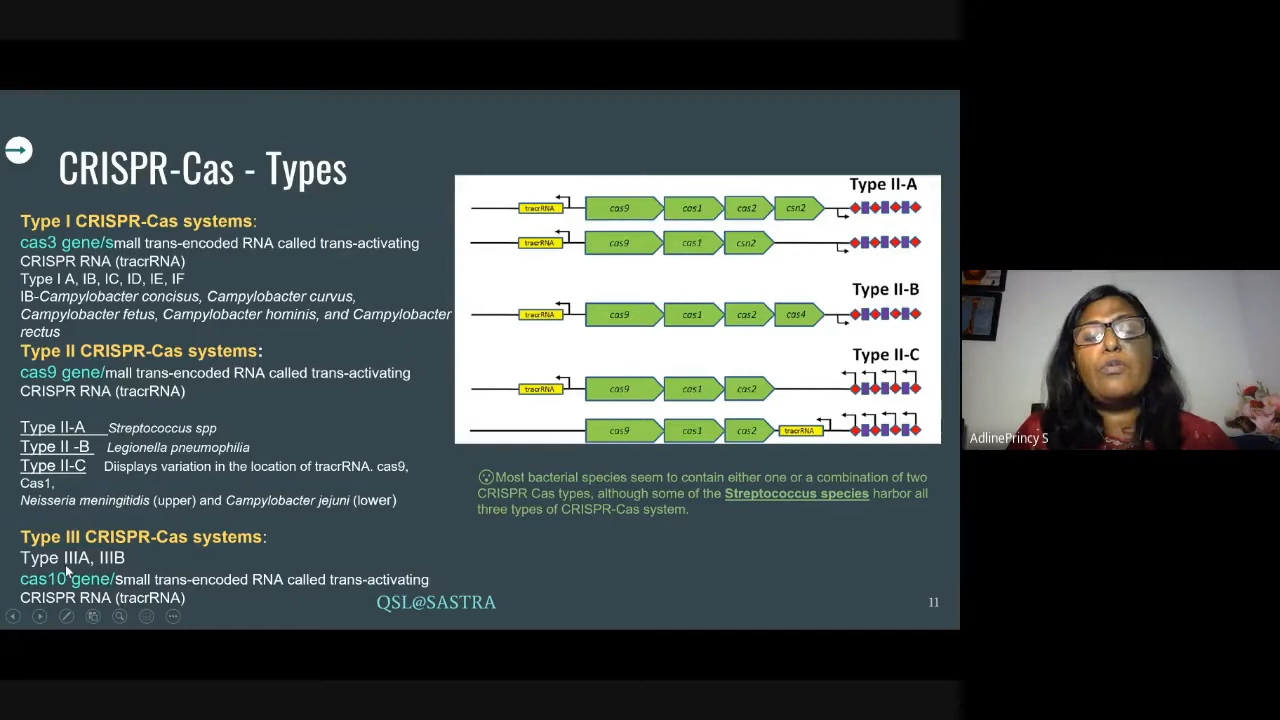 CRISPR-Cas - Types
Type I CRISPR-Cas systems:
cas3 gene/small trans-encoded RNA called trans-activating
CRISPR RNA (tracrRNA)
Type I A, IB, IC, ID, IE, IF
IB-Campylobacter concisus, Campylobacter curvus,
Campylobacter fetus, Campylobacter hominis, and Campylobacter
rectus
Type II CRISPR-Cas systems:
cas9 gene/mall trans-encoded RNA called trans-activating
CRISPR RNA (tracrRNA)
Type II-A Streptococcus spp
Type II -B Legionella pneumophilia
Type II-C Displays variation in the location of tracrRNA. cas9,
Cas1,
Neisseria meningitidis (upper) and Campylobacter jejuni (lower)
Type III CRISPR-Cas systems:
Type IIIA, IIIB
cas10 gene/small trans-encoded RNA called trans-activating
CRISPR RNA (tracrRNA)
Type II-A
tracrRNA cas9 cas1 cas2 csn2
tracrRNA cas9 cas1 csn2
Type II-B
tracrRNA cas9 cas1 cas2 cas4
Type II-C
tracrRNA cas9 cas1 cas2
cas9 cas1 cas2 tracrRNA
Most bacterial species seem to contain either one or a combination of two
CRISPR Cas types, although some of the Streptococcus species harbor all
three types of CRISPR-Cas system.
QSL@SASTRA
11
AdlinePrincy S